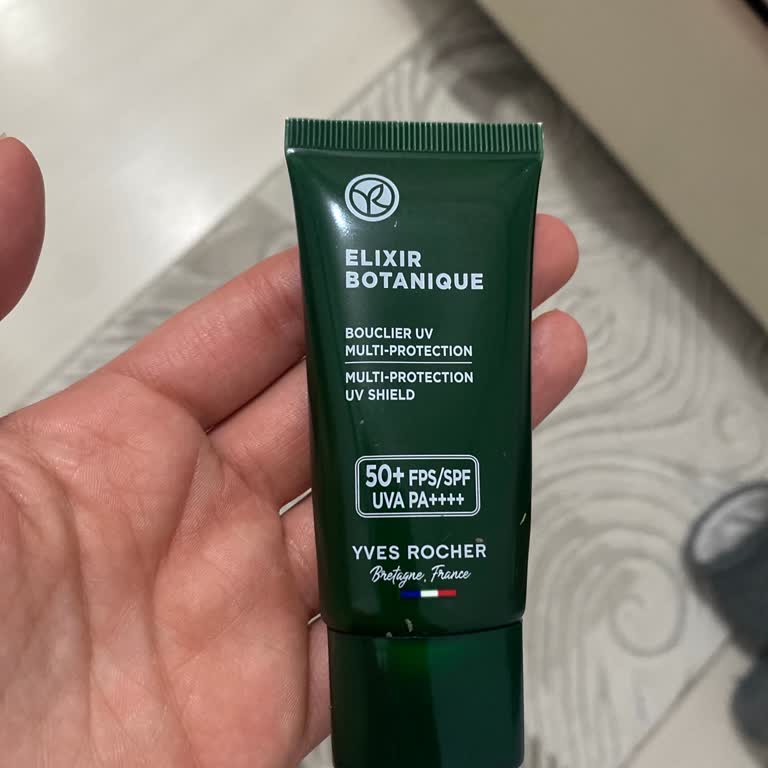 YR
ELIXIR
BOTANIQUE
BOUCLIER UV
MULTI-PROTECTION
MULTI-PROTECTION
UV SHIELD
50+ FPS/SPF
UVA PA++++
YVES ROCHER
Bretagne, France